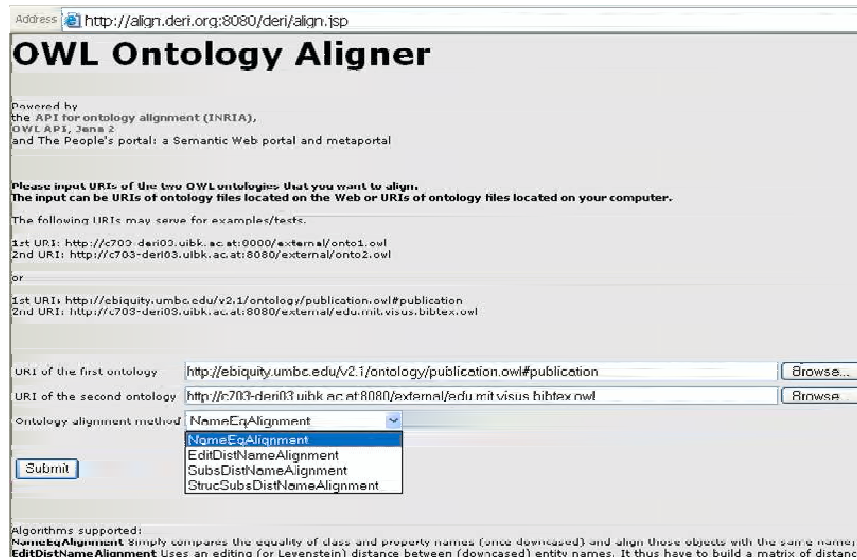 Address http://align.deri.org:8080/deri/align.jsp
OWL Ontology Aligner
Powered by
the API for ontology alignment (INRIA),
OWL API, Jena 2
and The People's portal: a Semantic Web portal and metaportal
Please input URIs of the two OWL ontologies that you want to align.
The input can be URIs of ontology files located on the Web or URIs of ontology files located on your computer.
The following URIs may serve for examples/tests.
1st URI: http://c703-deri03.uibk.ac.at:8080/external/onto1.owl
2nd URI: http://c703-deri03.uibk.ac.at:8080/external/onto2.owl
or
1st URI: http://ebiquity.umbc.edu/v2.1/ontology/publication.owl#publication
2nd URI: http://c703-deri03.uibk.ac.at:8080/external/edu.mit.visus.bibtex.owl
URI of the first ontology http://ebiquity.umbc.edu/v2.1/ontology/publication.owl#publication Browse...
URI of the second ontology http://c703-deri03.uibk.ac.at:8080/external/edu.mit.visus.bibtex.owl Browse...
Ontology alignment method NameEqAlignment
NameEqAlignment
EditDistNameAlignment
SubsDistNameAlignment
StrucSubsDistNameAlignment
Submit
Algorithms supported:
NameEqAlignment Simply compares the equality of class and property names (once downcased) and align those objects with the same name;
EditDistNameAlignment Uses an editing (or Levenstein) distance between (downcased) entity names. It thus have to build a matrix of distanc